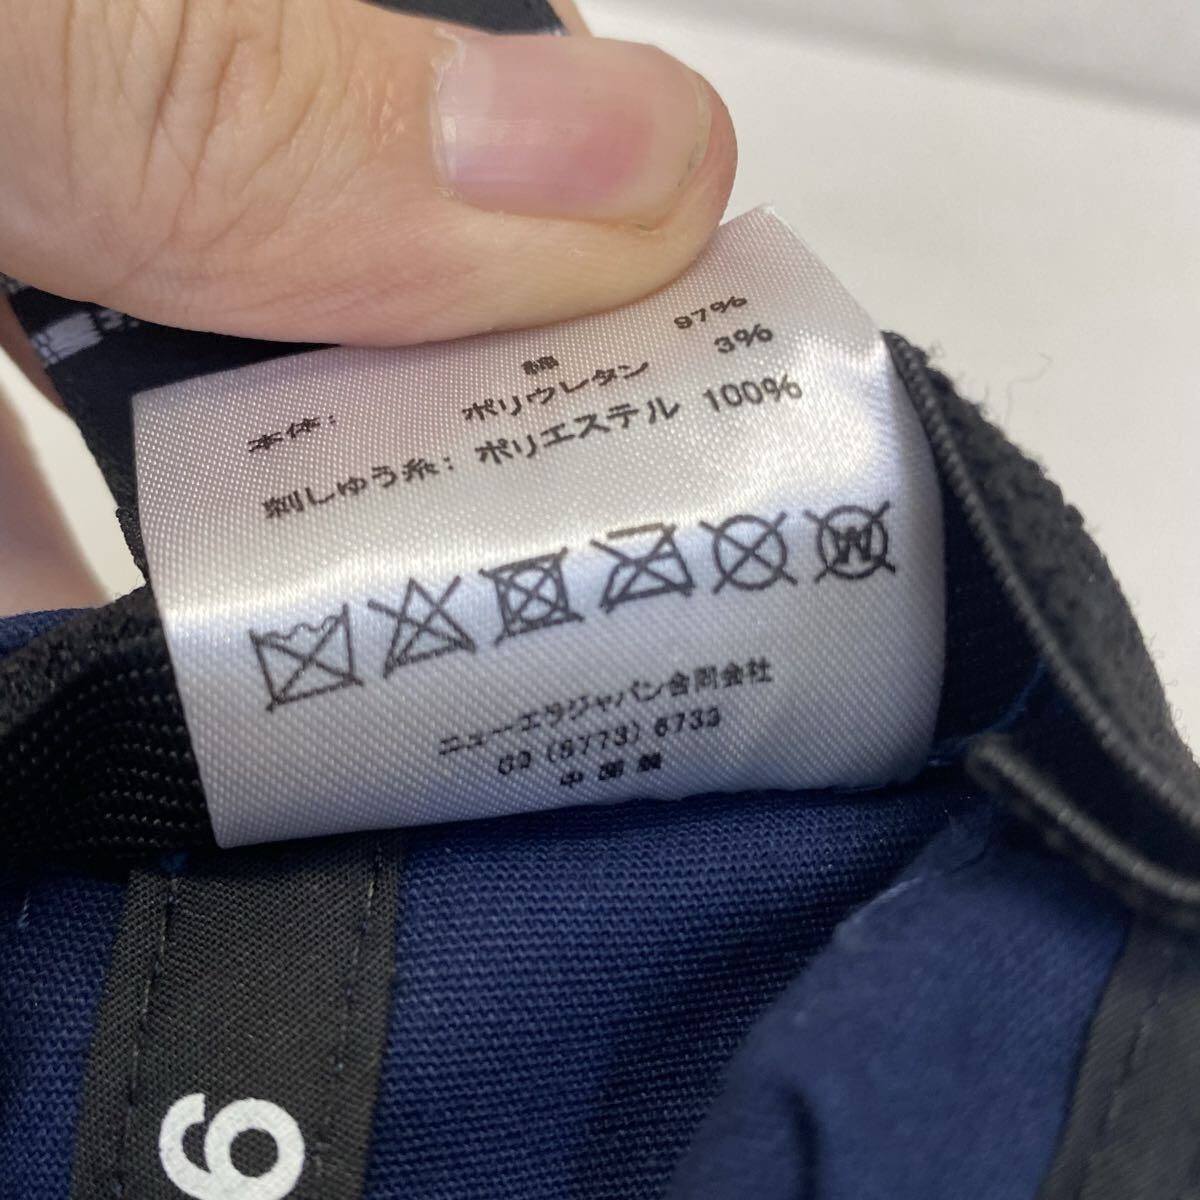 本体: 綿 97%
ポリウレタン 3%
刺しゅう糸: ポリエステル 100%
ニューエラジャパン合同会社
03 (5773) 6733
中国製
9